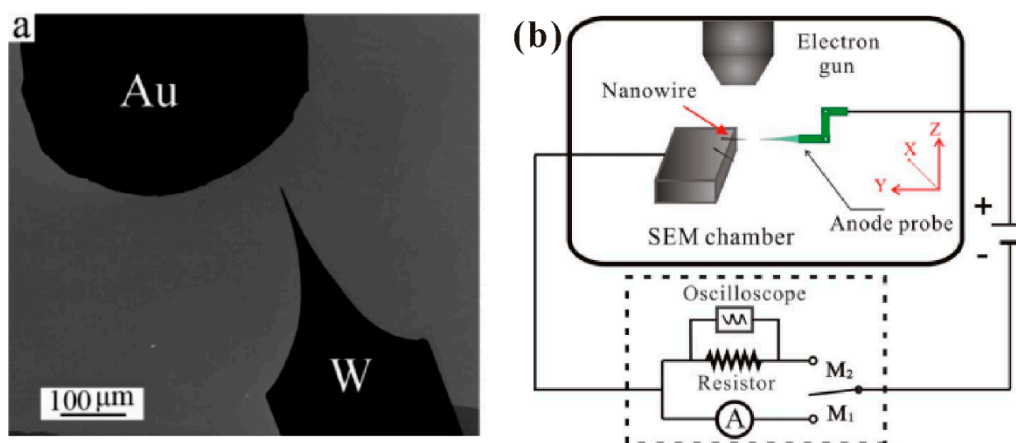 a
Au
W
100 μm
(b)
Electron
gun
Nanowire
Z
X
Y
Anode probe
SEM chamber
+
-
Oscilloscope
Resistor
M₂
M₁
A